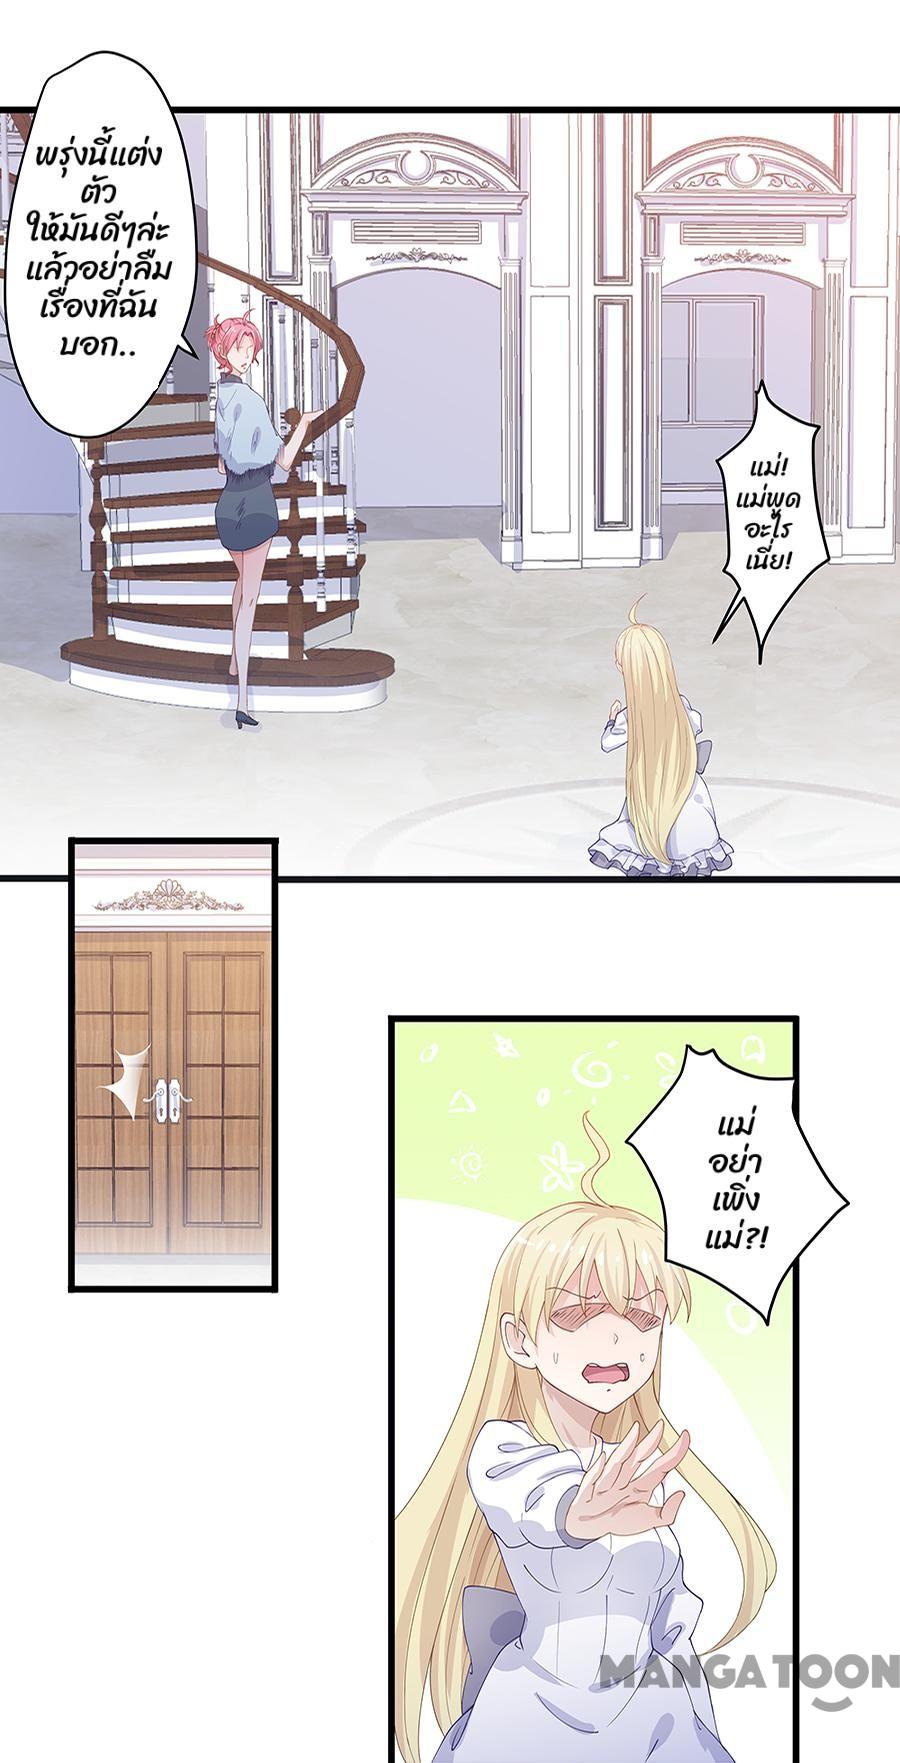 พรุ่งนี้แต่ง
ตัว
ให้มันดีๆล่ะ
แล้วอย่าลืม
เรื่องที่ฉัน
บอก..
แม่!
แม่พูด
อะไร
เนี่ย!
แม่
อย่า
เพิ่ง
แม่?!
MANGATOON